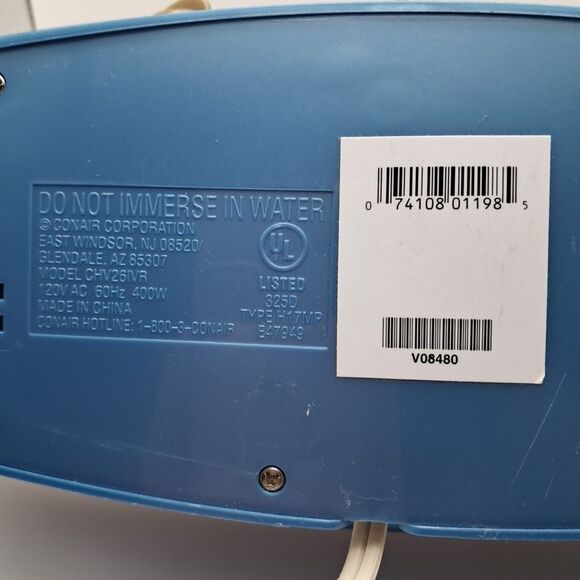 DO NOT IMMERSE IN WATER
© CONAIR CORPORATION
EAST WINDSOR, NJ 08520/
GLENDALE, AZ 85307
MODEL CHV26IVR
120V AC 60Hz 400W
MADE IN CHINA
CONAIR HOTLINE: 1-800-3-CONAIR
UL
LISTED
325D
TYPE H17MP
E47949
0 74108 01198 5
V08480